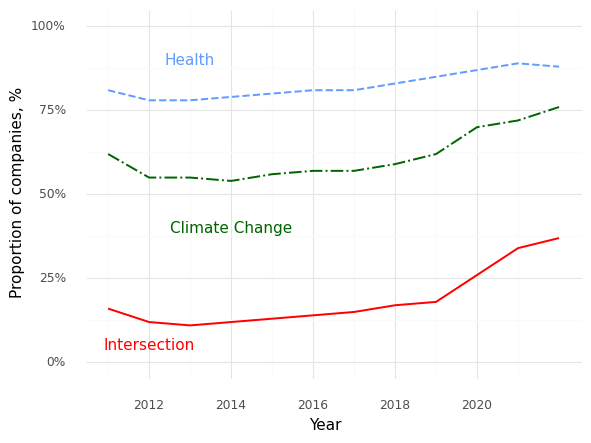 100%
Health
75%
50%
Climate Change
25%
Intersection
0%
2012 2014 2016 2018 2020
Year
Proportion of companies, %